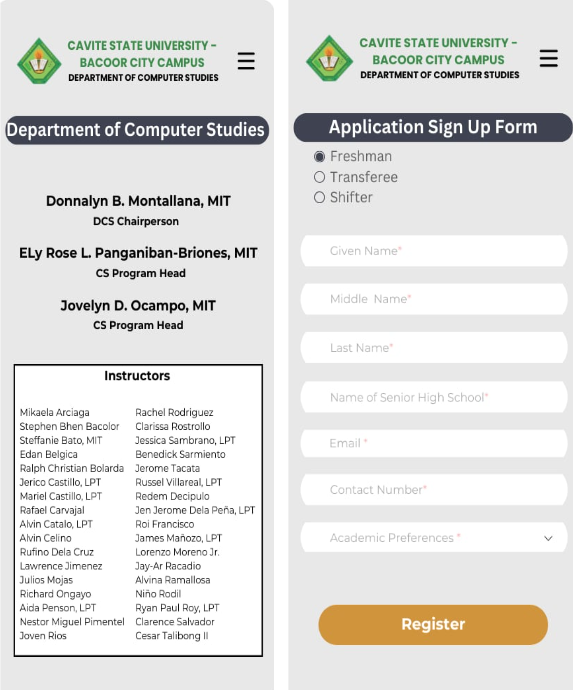 CAVITE STATE UNIVERSITY -
BACOOR CITY CAMPUS
DEPARTMENT OF COMPUTER STUDIES
Department of Computer Studies
Donnalyn B. Montallana, MIT
DCS Chairperson
ELy Rose L. Panganiban-Briones, MIT
CS Program Head
Jovelyn D. Ocampo, MIT
CS Program Head
Instructors
Mikaela Arciaga
Stephen Bhen Bacolor
Steffanie Bato, MIT
Edan Belgica
Ralph Christian Bolarda
Jerico Castillo, LPT
Mariel Castillo, LPT
Rafael Carvajal
Alvin Catalo, LPT
Alvin Celino
Rufino Dela Cruz
Lawrence Jimenez
Julios Mojas
Richard Ongayo
Aida Penson, LPT
Nestor Miguel Pimentel
Joven Rios
Rachel Rodriguez
Clarissa Rostrollo
Jessica Sambrano, LPT
Benedick Sarmiento
Jerome Tacata
Russel Villareal, LPT
Redem Decipulo
Jen Jerome Dela Peña, LPT
Roi Francisco
James Mañozo, LPT
Lorenzo Moreno Jr.
Jay-Ar Racadio
Alvina Ramallosa
Niño Rodil
Ryan Paul Roy, LPT
Clarence Salvador
Cesar Talibong II
CAVITE STATE UNIVERSITY -
BACOOR CITY CAMPUS
DEPARTMENT OF COMPUTER STUDIES
Application Sign Up Form
Freshman
Transferee
Shifter
Given Name*
Middle Name*
Last Name*
Name of Senior High School*
Email *
Contact Number*
Academic Preferences *
Register